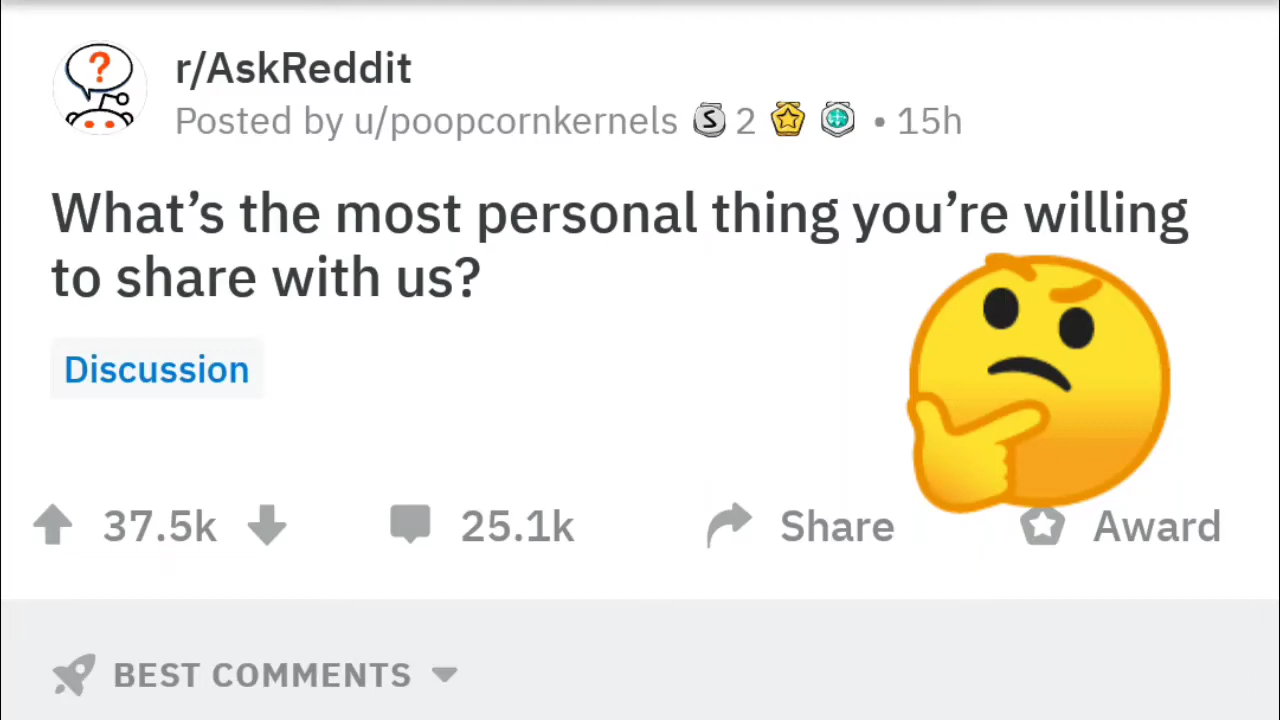 r/AskReddit
Posted by u/poopcornkernels S 2 • 15h
What’s the most personal thing you’re willing
to share with us?
Discussion
37.5k 25.1k Share Award
BEST COMMENTS